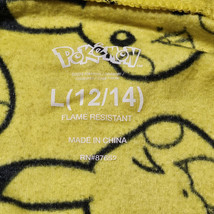 POKÉMON
L(12/14)
FLAME RESISTANT
MADE IN CHINA